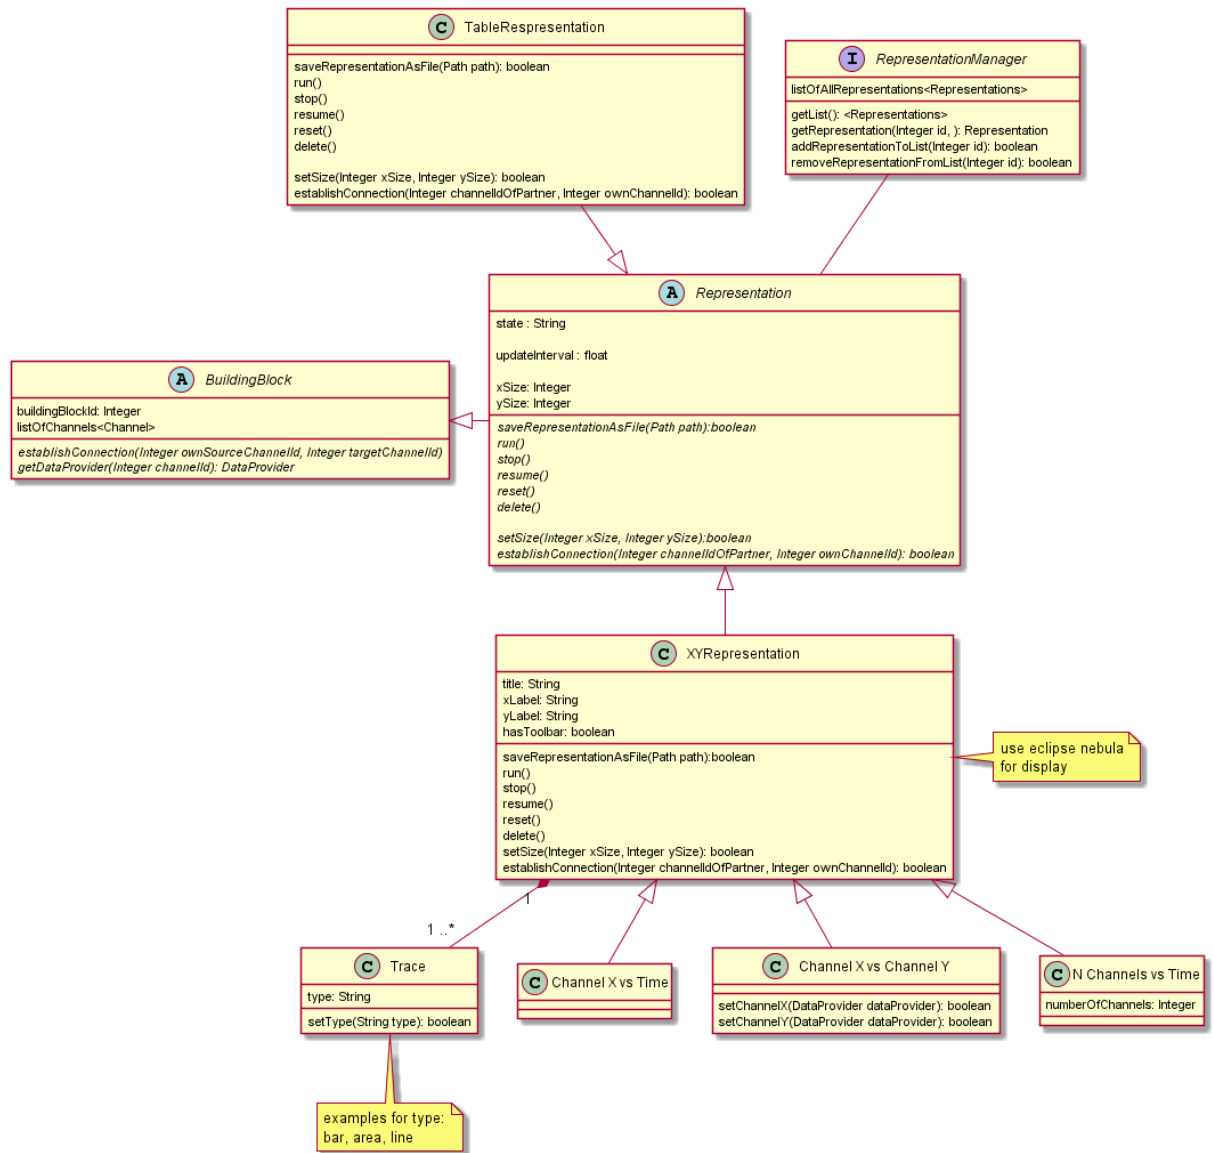 C TableRespresentation
saveRepresentationAsFile(Path path): boolean
run()
stop()
resume()
reset()
delete()
setSize(Integer xSize, Integer ySize): boolean
establishConnection(Integer channelIdOfPartner, Integer ownChannelId): boolean
I RepresentationManager
listOfAllRepresentations<Representations>
getList(): <Representations>
getRepresentation(Integer id, ): Representation
addRepresentationToList(Integer id): boolean
removeRepresentationFromList(Integer id): boolean
A Representation
state : String
updateInterval : float
xSize: Integer
ySize: Integer
saveRepresentationAsFile(Path path):boolean
run()
stop()
resume()
reset()
delete()
setSize(Integer xSize, Integer ySize):boolean
establishConnection(Integer channelIdOfPartner, Integer ownChannelId): boolean
A BuildingBlock
buildingBlockId: Integer
listOfChannels<Channel>
establishConnection(Integer ownSourceChannelId, Integer targetChannelId)
getDataProvider(Integer channelId): DataProvider
C XYRepresentation
title: String
xLabel: String
yLabel: String
hasToolbar: boolean
saveRepresentationAsFile(Path path):boolean
run()
stop()
resume()
reset()
delete()
setSize(Integer xSize, Integer ySize): boolean
establishConnection(Integer channelIdOfPartner, Integer ownChannelId): boolean
use eclipse nebula
for display
1
1 ..*
C Trace
type: String
setType(String type): boolean
C Channel X vs Time
C Channel X vs Channel Y
setChannelX(DataProvider dataProvider): boolean
setChannelY(DataProvider dataProvider): boolean
C N Channels vs Time
numberOfChannels: Integer
examples for type:
bar, area, line